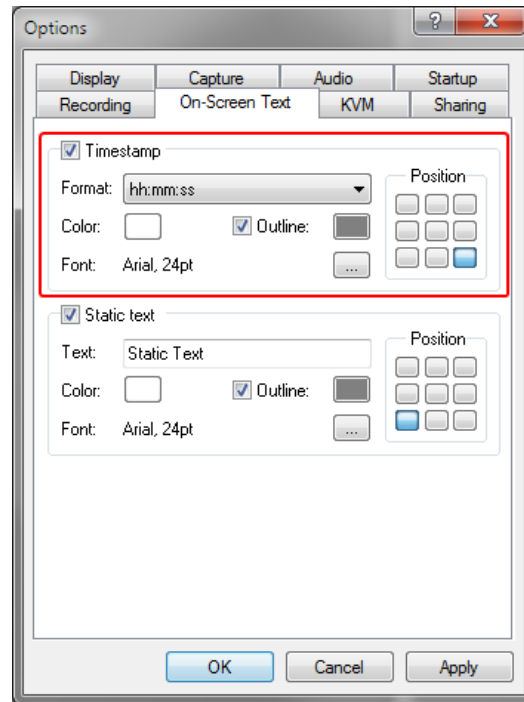 Options
?
Display Capture Audio Startup
Recording On-Screen Text KVM Sharing
Timestamp
Format: hh:mm:ss
Position
Color: Outline:
Font: Arial, 24pt ...
Static text
Text: Static Text
Position
Color: Outline:
Font: Arial, 24pt ...
OK Cancel Apply